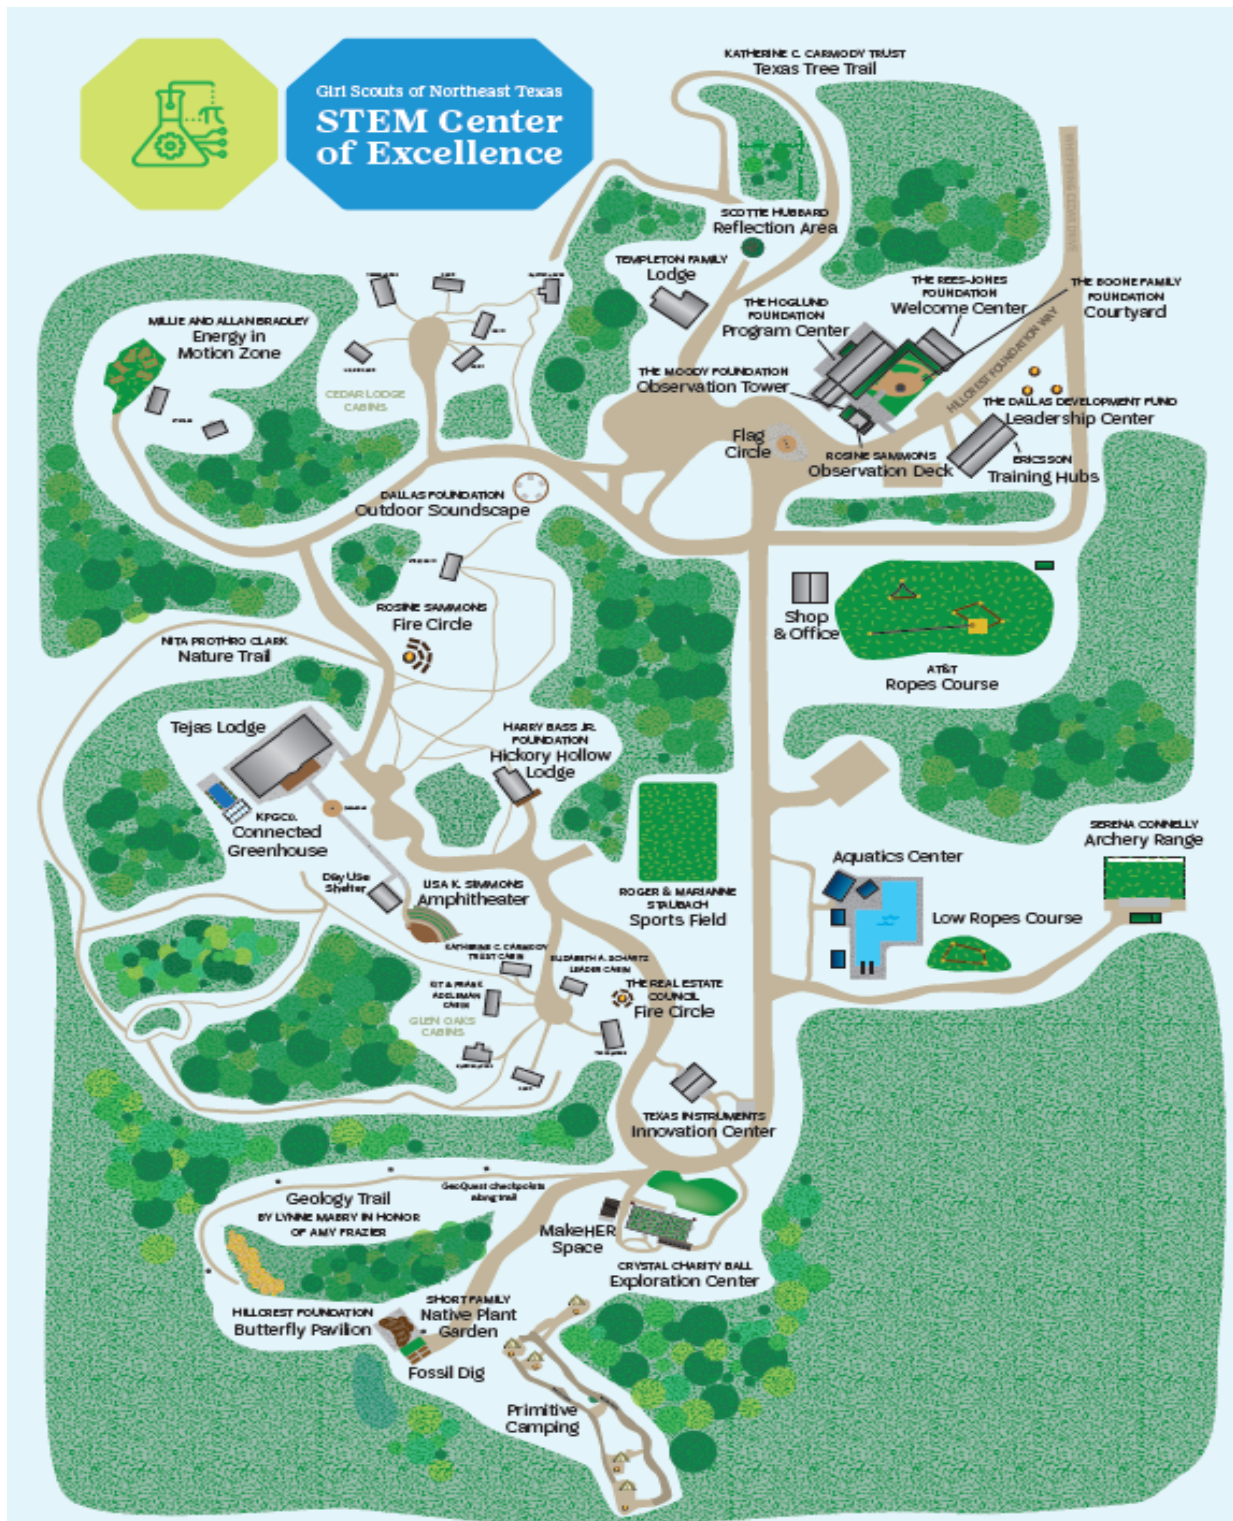 KATHERINE C. CARMODY TRUST
Texas Tree Trail
Girl Scouts of Northeast Texas
STEM Center
of Excellence
π
WHISPERING CEDAR DRIVE
SCOTTIE HUBBARD
Reflection Area
TEMPLETON FAMILY
Lodge
THE REES-JONES
FOUNDATION
Welcome Center
THE BOONE FAMILY
FOUNDATION
Courtyard
THE HOGLUND
FOUNDATION
Program Center
MILLIE AND ALLAN BRADLEY
Energy in
Motion Zone
HILLCREST FOUNDATION WAY
THE MOODY FOUNDATION
Observation Tower
CEDAR LODGE
CABINS
THE DALLAS DEVELOPMENT FUND
Leadership Center
Flag
Circle
ROSINE SAMMONS
Observation Deck
ERICSSON
Training Hubs
DALLAS FOUNDATION
Outdoor Soundscape
ROSINE SAMMONS
Fire Circle
Shop
& Office
NITA PROTHRO CLARK
Nature Trail
AT&T
Ropes Course
Tejas Lodge
HARRY BASS JR.
FOUNDATION
Hickory Hollow
Lodge
KPGCO.
Connected
Greenhouse
SERENA CONNELLY
Archery Range
Aquatics Center
Day Use
Shelter
LISA K. SIMMONS
Amphitheater
ROGER & MARIANNE
STAUBACH
Sports Field
Low Ropes Course
KATHERINE C. CARMODY
TRUST CABIN
ELIZABETH A. SCHARTZ
LEADER CABIN
KIT & FRANK
ADELMAN
CABIN
THE REAL ESTATE
COUNCIL
Fire Circle
GLEN OAKS
CABINS
TEXAS INSTRUMENTS
Innovation Center
GeoQuest checkpoints
along trail
Geology Trail
BY LYNNE MABRY IN HONOR
OF AMY FRAZIER
MakeHER
Space
CRYSTAL CHARITY BALL
Exploration Center
HILLCREST FOUNDATION
Butterfly Pavilion
SHORT FAMILY
Native Plant
Garden
Fossil Dig
Primitive
Camping